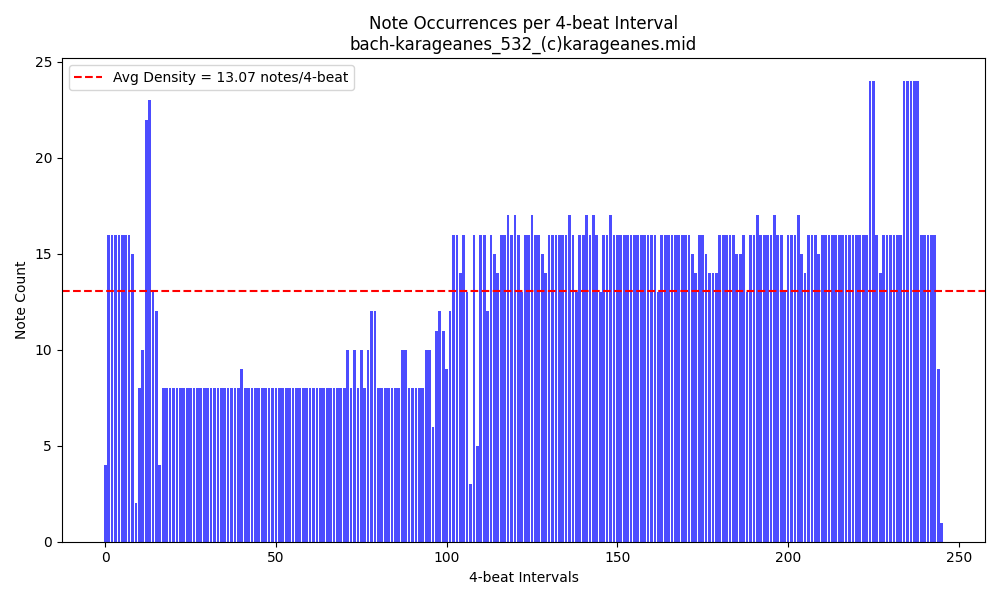 Note Occurrences per 4-beat Interval
bach-karageanes_532_(c)karageanes.mid
Avg Density = 13.07 notes/4-beat
25
20
15
10
5
0
Note Count
0 50 100 150 200 250
4-beat Intervals